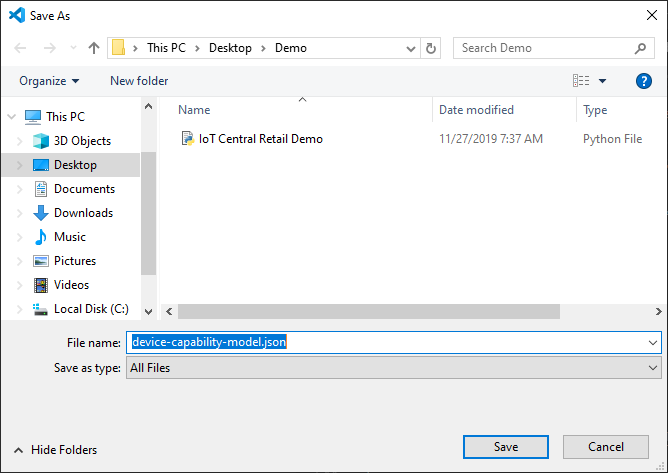 Save As
This PC
Desktop
Demo
Search Demo
Organize
New folder
This PC
3D Objects
Desktop
Documents
Downloads
Music
Pictures
Videos
Local Disk (C:)
Name
Date modified
Type
IoT Central Retail Demo
11/27/2019 7:37 AM
Python File
File name:
device-capability-model.json
Save as type:
All Files
Hide Folders
Save
Cancel